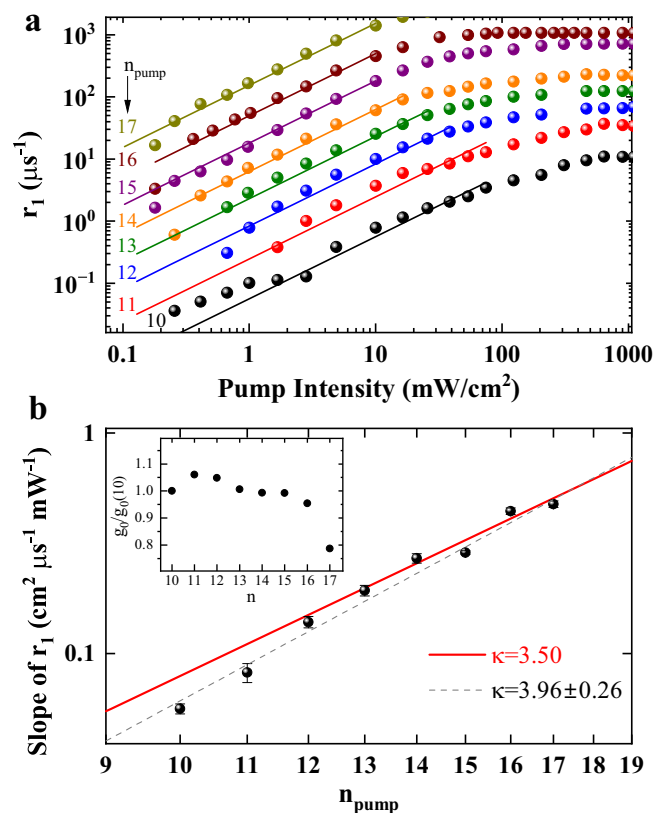 a
r₁ (μs⁻¹)
10³
10²
10¹
10⁰
10⁻¹
n_pump
17
16
15
14
13
12
11
10
0.1 1 10 100 1000
Pump Intensity (mW/cm²)
b
Slope of r₁ (cm² μs⁻¹ mW⁻¹)
1
0.1
g₀/g₀(10)
1.1
1.0
0.9
0.8
10 11 12 13 14 15 16 17
n
κ=3.50
κ=3.96±0.26
9 10 11 12 13 14 15 16 17 18 19
n_pump